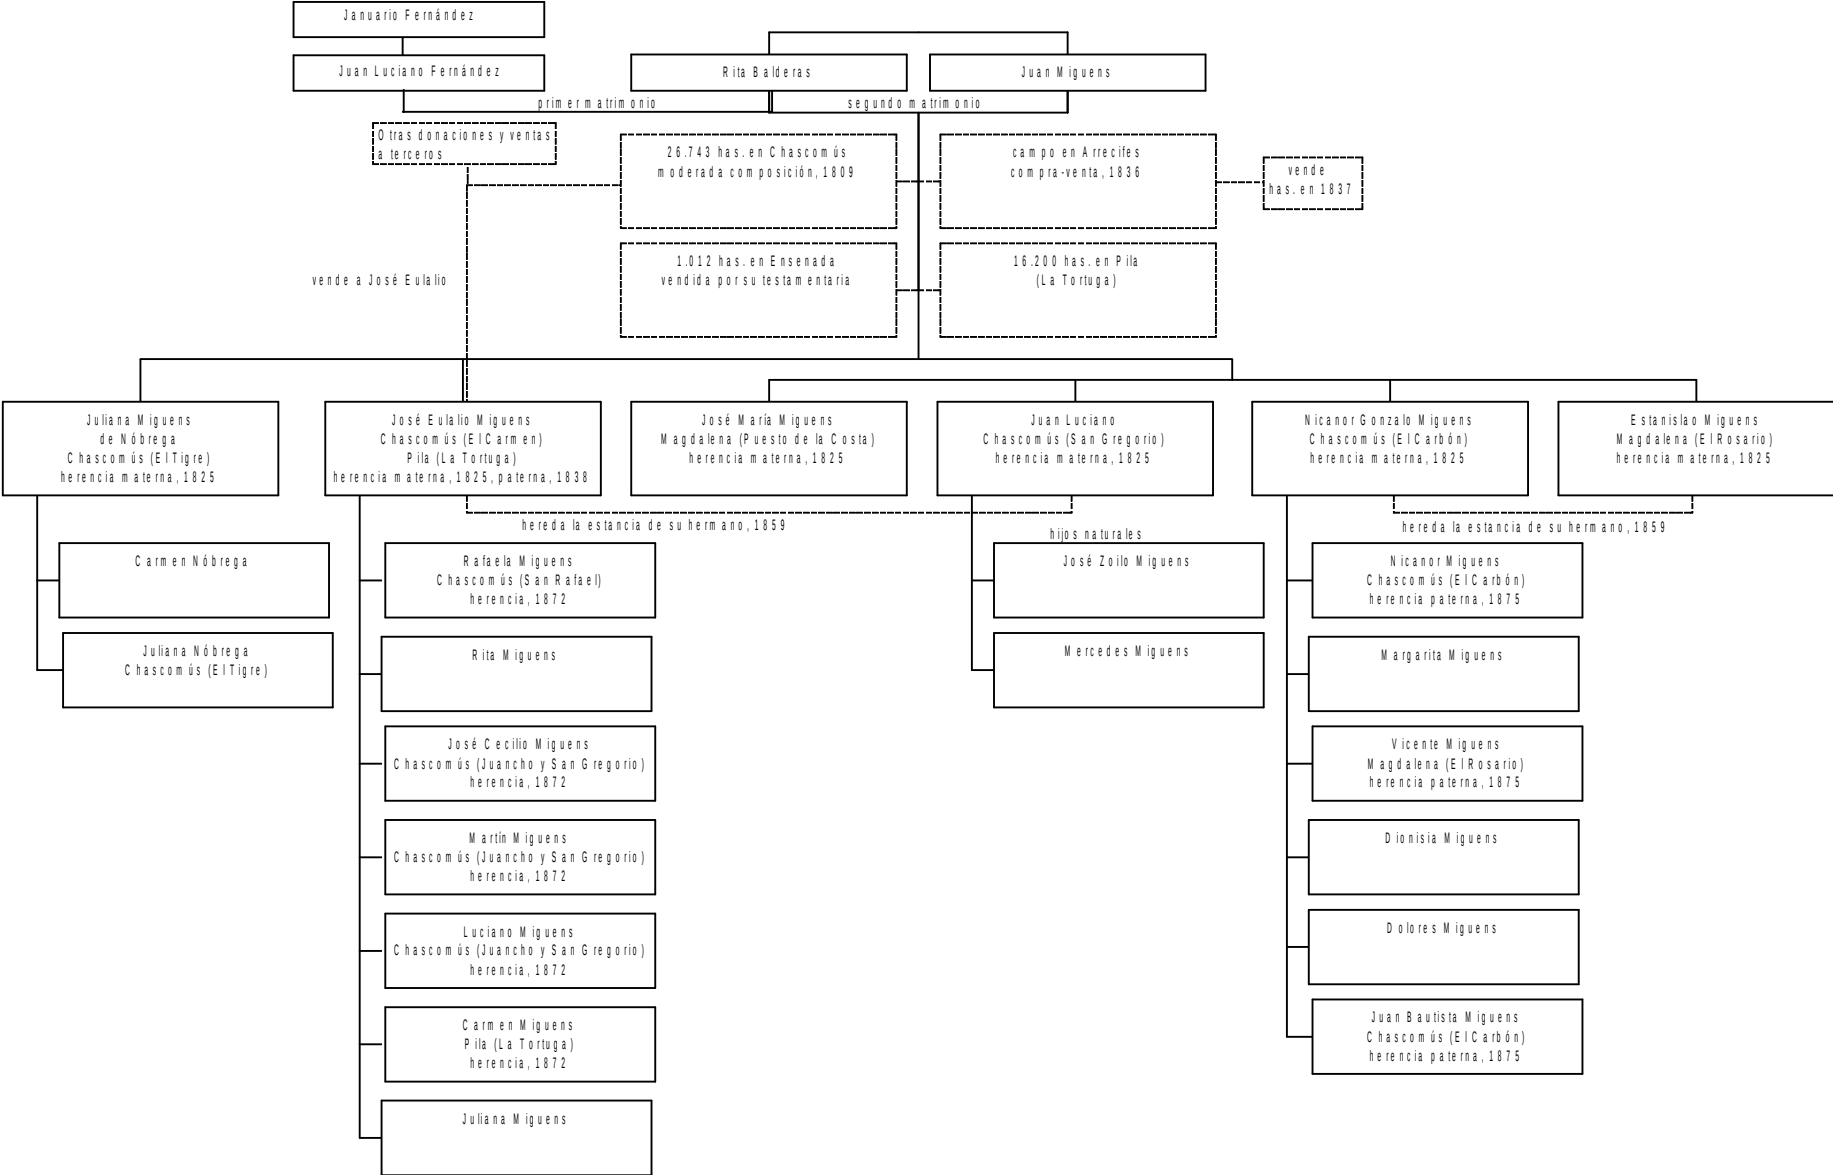 Januario Fernández
Juan Luciano Fernández
Rita Balderas
Juan Miguens
primer matrimonio
segundo matrimonio
Otras donaciones y ventas
a terceros
26.743 has. en Chascomús
moderada composición, 1809
campo en Arrecifes
compra-venta, 1836
vende
has. en 1837
1.012 has. en Ensenada
vendida por su testamentaria
16.200 has. en Pila
(La Tortuga)
vende a José Eulalio
Juliana Miguens
de Nóbrega
Chascomús (El Tigre)
herencia materna, 1825
José Eulalio Miguens
Chascomús (El Carmen)
Pila (La Tortuga)
herencia materna, 1825, paterna, 1838
José María Miguens
Magdalena (Puesto de la Costa)
herencia materna, 1825
Juan Luciano
Chascomús (San Gregorio)
herencia materna, 1825
Nicanor Gonzalo Miguens
Chascomús (El Carbón)
herencia materna, 1825
Estanislao Miguens
Magdalena (El Rosario)
herencia materna, 1825
hereda la estancia de su hermano, 1859
hereda la estancia de su hermano, 1859
hijos naturales
Carmen Nóbrega
Juliana Nóbrega
Chascomús (El Tigre)
Rafaela Miguens
Chascomús (San Rafael)
herencia, 1872
Rita Miguens
José Cecilio Miguens
Chascomús (Juancho y San Gregorio)
herencia, 1872
Martín Miguens
Chascomús (Juancho y San Gregorio)
herencia, 1872
Luciano Miguens
Chascomús (Juancho y San Gregorio)
herencia, 1872
Carmen Miguens
Pila (La Tortuga)
herencia, 1872
Juliana Miguens
José Zoilo Miguens
Mercedes Miguens
Nicanor Miguens
Chascomús (El Carbón)
herencia paterna, 1875
Margarita Miguens
Vicente Miguens
Magdalena (El Rosario)
herencia paterna, 1875
Dionisia Miguens
Dolores Miguens
Juan Bautista Miguens
Chascomús (El Carbón)
herencia paterna, 1875